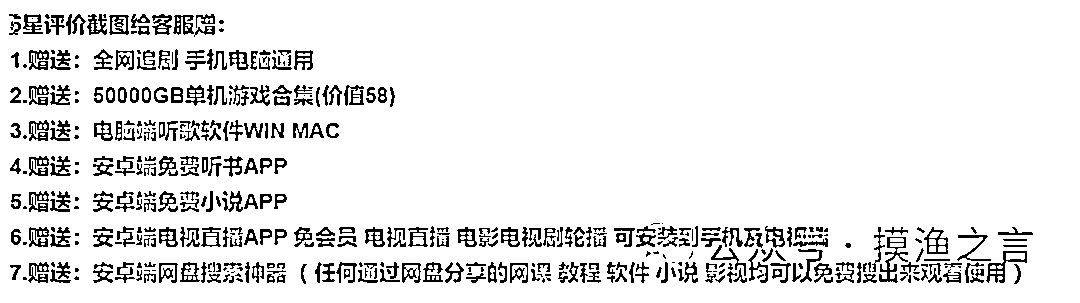 5星评价截图给客服赠:
1.赠送: 全网追剧 手机电脑通用
2.赠送: 50000GB单机游戏合集(价值58)
3.赠送: 电脑端听歌软件WIN MAC
4.赠送: 安卓端免费听书APP
5.赠送: 安卓端免费小说APP
6.赠送: 安卓端电视直播APP 免会员 电视直播 电影电视剧轮播 可安装到手机及电视端
公众号 · 摸渔之言
7.赠送: 安卓端网盘搜索神器 (任何通过网盘分享的网课 教程 软件 小说 影视均可以免费搜出来观看使用)